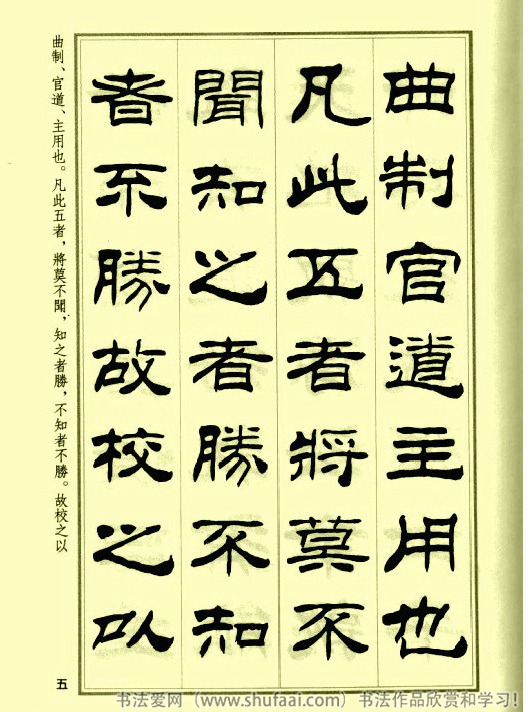 曲制官道主用也
凡此五者將莫不
聞知之者勝不知
者不勝故校之以
曲制、官道、主用也。凡此五者，將莫不聞，知之者勝，不知者不勝。故校之以
五
书法爱网（www.shufaai.com）书法作品欣赏和学习！